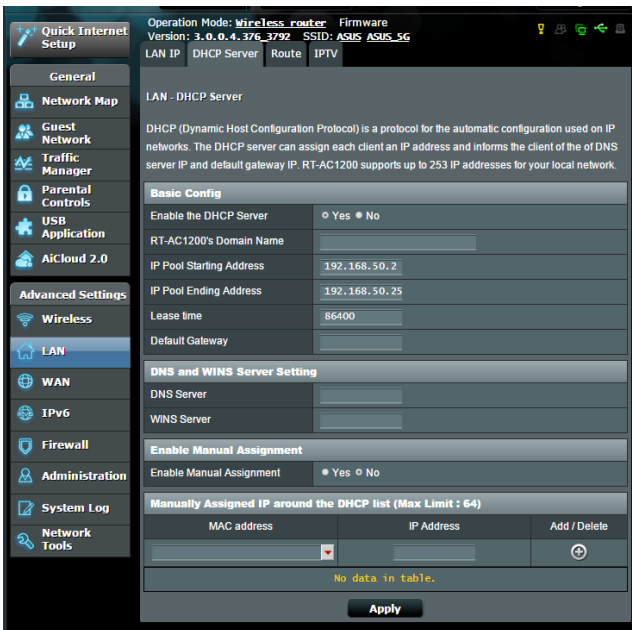 Quick Internet
Setup
General
Network Map
Guest
Network
Traffic
Manager
Parental
Controls
USB
Application
AiCloud 2.0
Advanced Settings
Wireless
LAN
WAN
IPv6
Firewall
Administration
System Log
Network
Tools
Operation Mode: Wireless router Firmware
Version: 3.0.0.4.376_3792 SSID: ASUS ASUS_5G
LAN IP DHCP Server Route IPTV
LAN - DHCP Server
DHCP (Dynamic Host Configuration Protocol) is a protocol for the automatic configuration used on IP
networks. The DHCP server can assign each client an IP address and informs the client of the of DNS
server IP and default gateway IP. RT-AC1200 supports up to 253 IP addresses for your local network.
Basic Config
Enable the DHCP Server Yes No
RT-AC1200's Domain Name
IP Pool Starting Address 192.168.50.2
IP Pool Ending Address 192.168.50.25
Lease time 86400
Default Gateway
DNS and WINS Server Setting
DNS Server
WINS Server
Enable Manual Assignment
Enable Manual Assignment Yes No
Manually Assigned IP around the DHCP list (Max Limit : 64)
MAC address IP Address Add / Delete
No data in table.
Apply